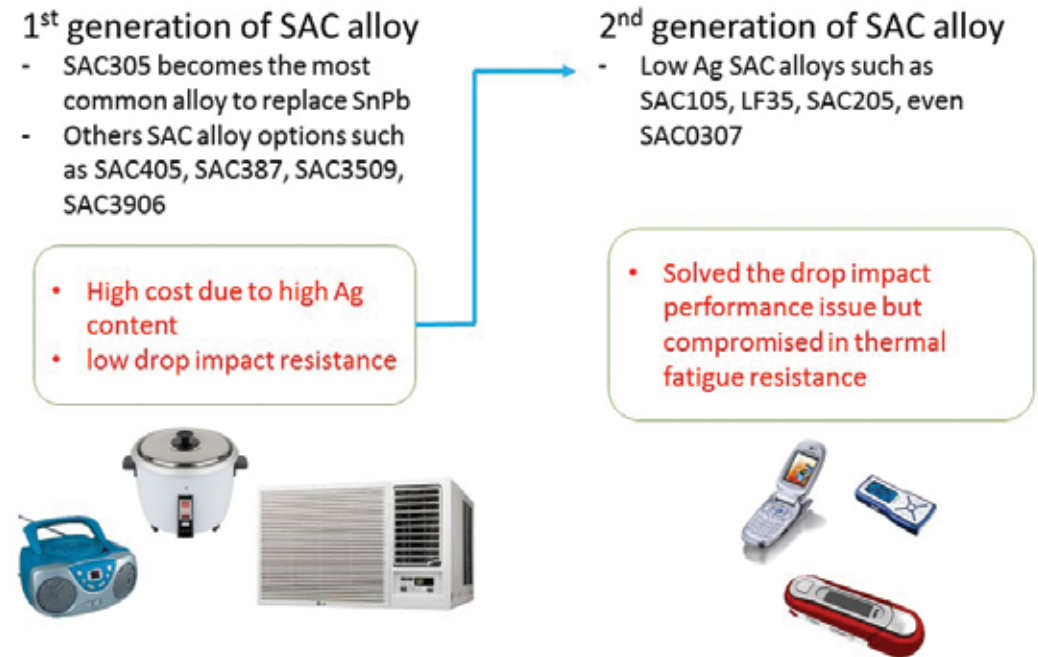 1st generation of SAC alloy
- SAC305 becomes the most
common alloy to replace SnPb
- Others SAC alloy options such
as SAC405, SAC387, SAC3509,
SAC3906
• High cost due to high Ag
content
• low drop impact resistance
2nd generation of SAC alloy
- Low Ag SAC alloys such as
SAC105, LF35, SAC205, even
SAC0307
• Solved the drop impact
performance issue but
compromised in thermal
fatigue resistance